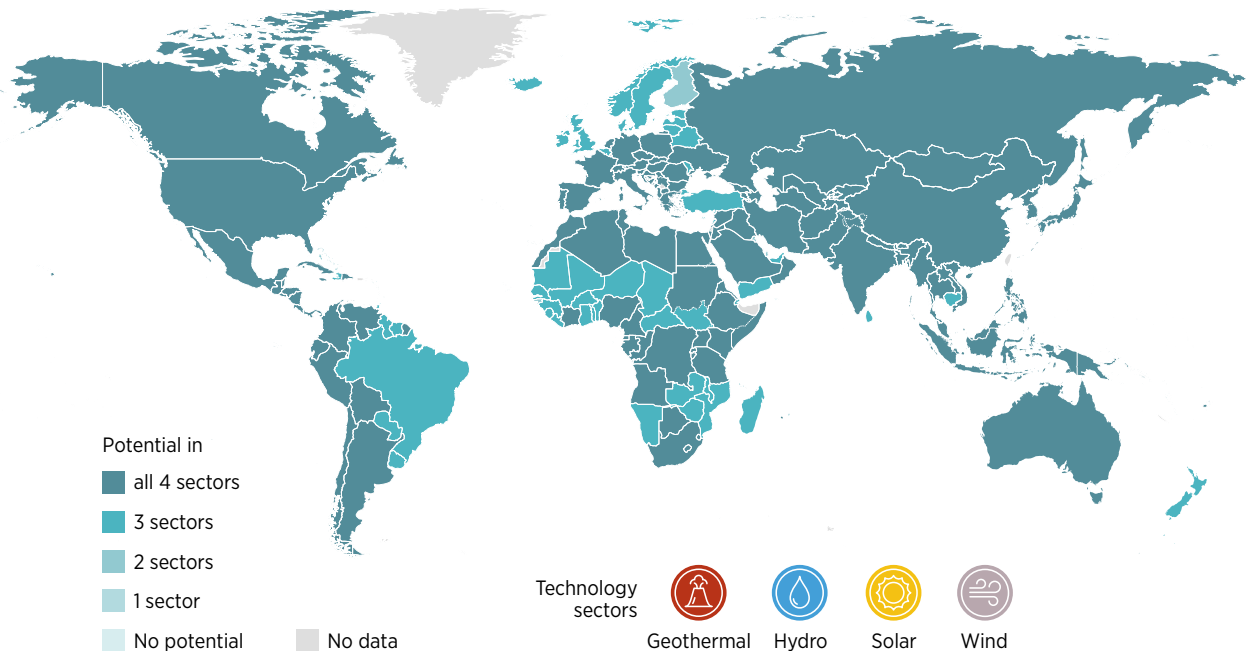 Potential in
all 4 sectors
3 sectors
2 sectors
1 sector
No potential
No data
Technology
sectors
Geothermal
Hydro
Solar
Wind